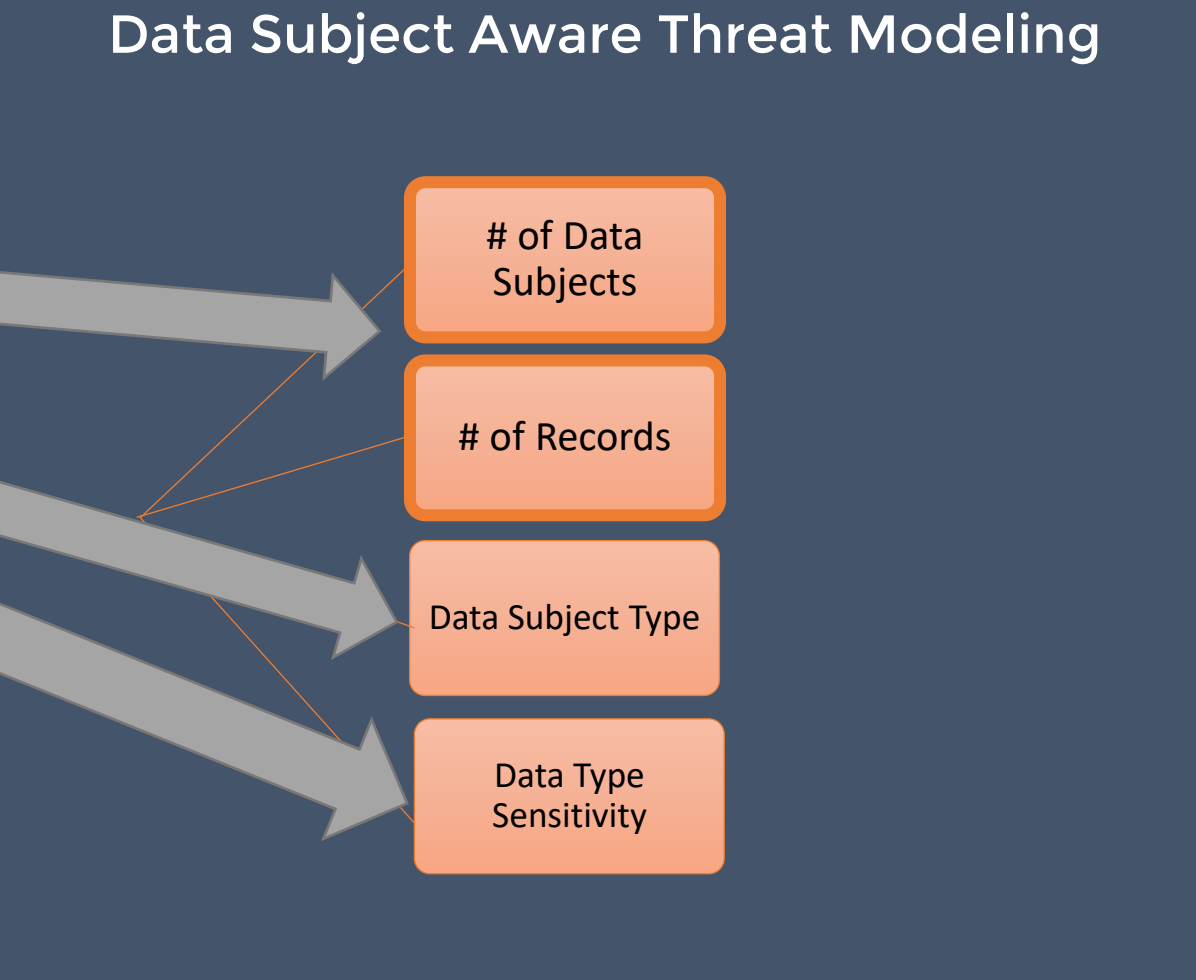 Data Subject Aware Threat Modeling
# of Data
Subjects
# of Records
Data Subject Type
Data Type
Sensitivity